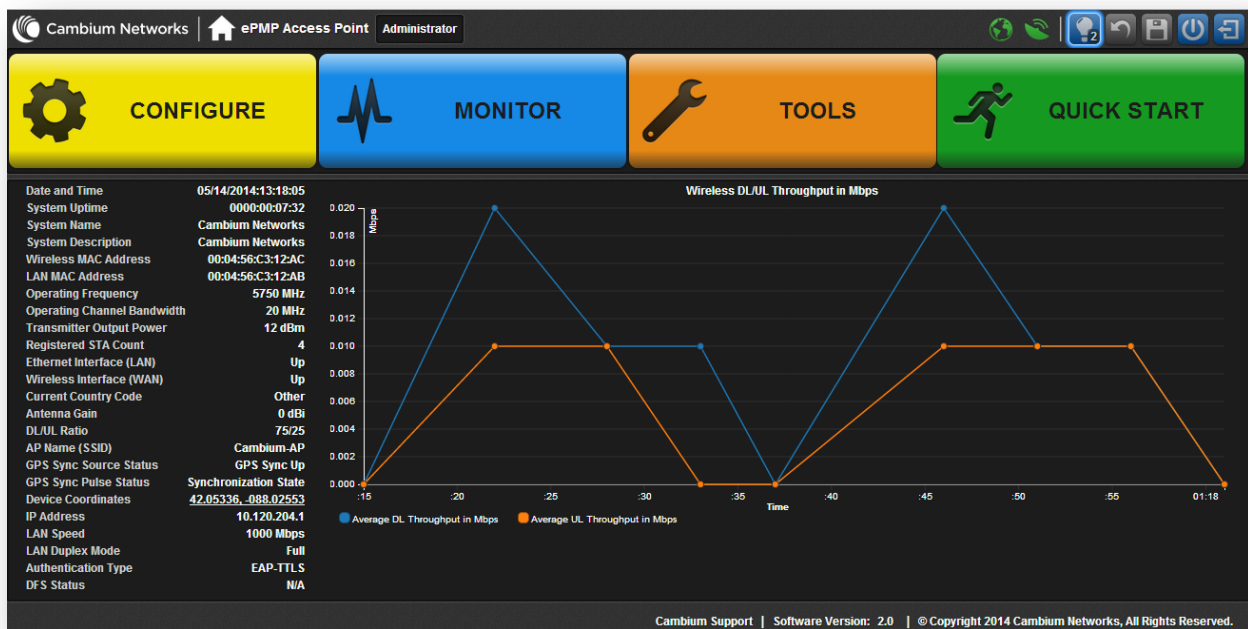 Cambium Networks ePMP Access Point Administrator 2
CONFIGURE MONITOR TOOLS QUICK START
Date and Time 05/14/2014:13:18:05
System Uptime 0000:00:07:32
System Name Cambium Networks
System Description Cambium Networks
Wireless MAC Address 00:04:56:C3:12:AC
LAN MAC Address 00:04:56:C3:12:AB
Operating Frequency 5750 MHz
Operating Channel Bandwidth 20 MHz
Transmitter Output Power 12 dBm
Registered STA Count 4
Ethernet Interface (LAN) Up
Wireless Interface (WAN) Up
Current Country Code Other
Antenna Gain 0 dBi
DL/UL Ratio 75/25
AP Name (SSID) Cambium-AP
GPS Sync Source Status GPS Sync Up
GPS Sync Pulse Status Synchronization State
Device Coordinates 42.05336, -088.02553
IP Address 10.120.204.1
LAN Speed 1000 Mbps
LAN Duplex Mode Full
Authentication Type EAP-TTLS
DFS Status N/A
Wireless DL/UL Throughput in Mbps
Mbps
0.020
0.018
0.016
0.014
0.012
0.010
0.008
0.006
0.004
0.002
0.000
:15 :20 :25 :30 :35 :40 :45 :50 :55 01:18
Time
Average DL Throughput in Mbps Average UL Throughput in Mbps
Cambium Support | Software Version: 2.0 | © Copyright 2014 Cambium Networks, All Rights Reserved.